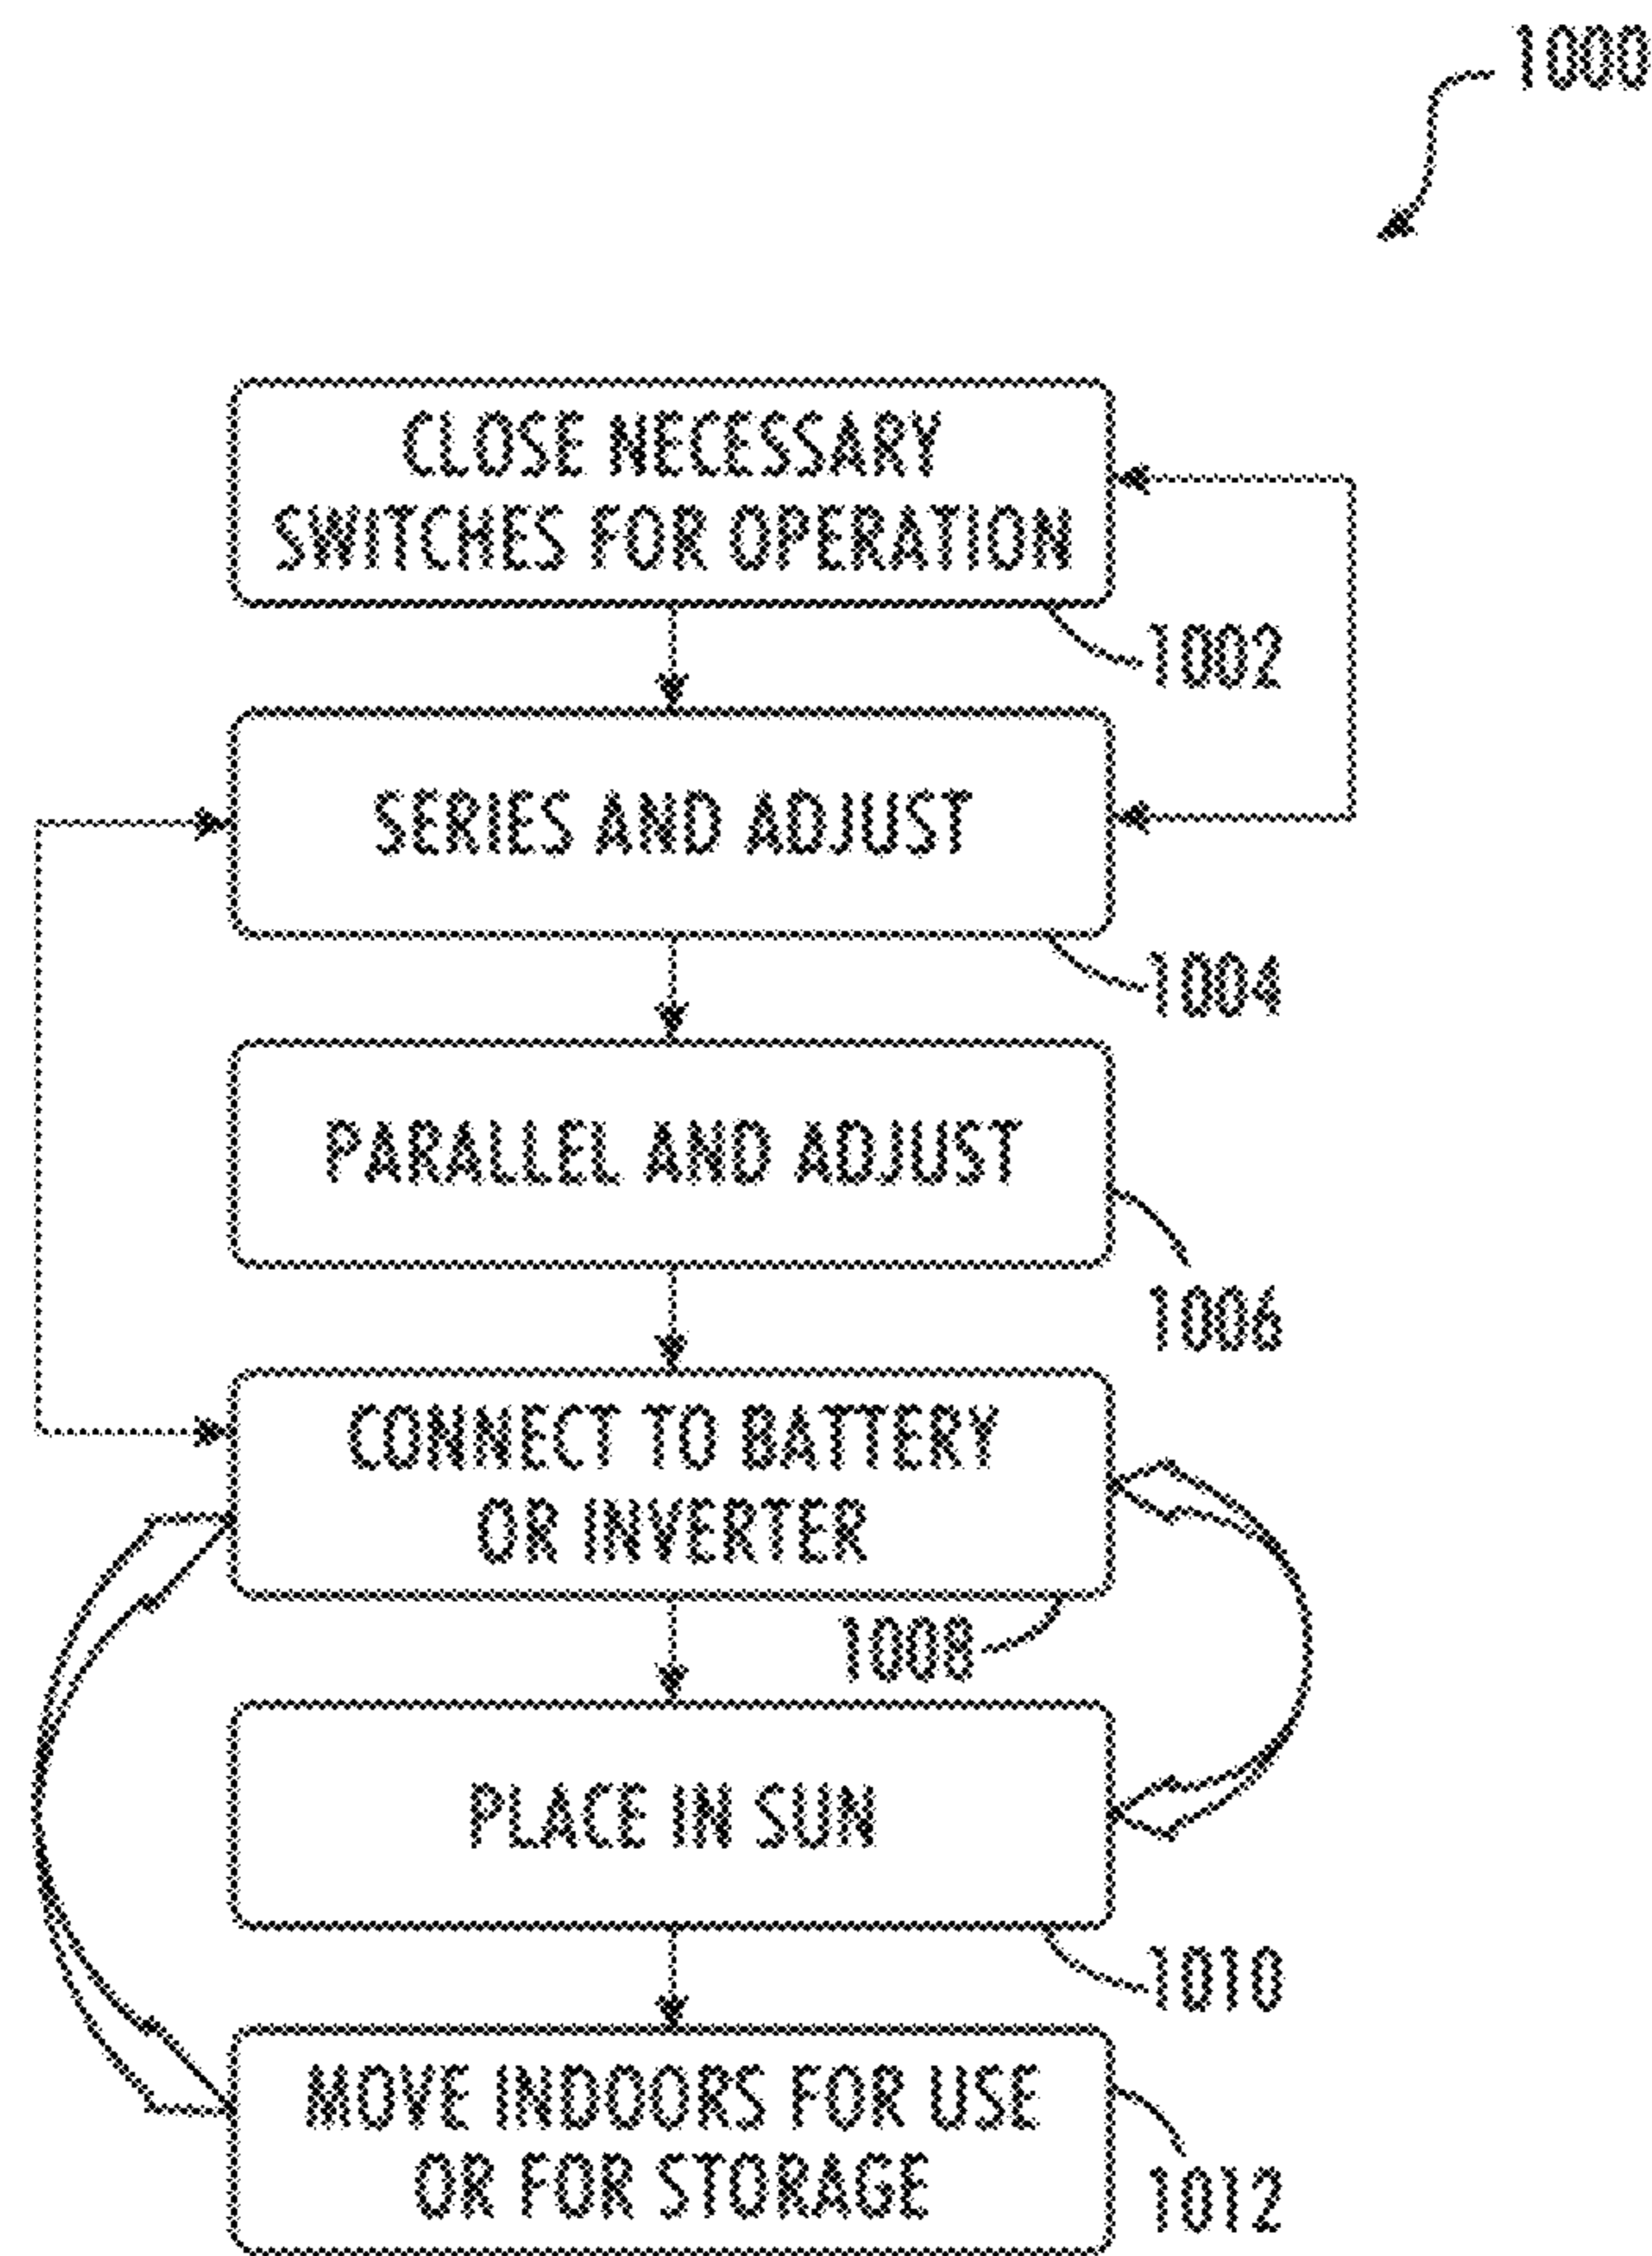 1000
CLOSE NECESSARY
SWITCHES FOR OPERATION
1002
SERIES AND ADJUST
1004
PARALLEL AND ADJUST
1006
CONNECT TO BATTERY
OR INVERTER
1008
PLACE IN SUN
1010
MOVE INDOORS FOR USE
OR FOR STORAGE
1012